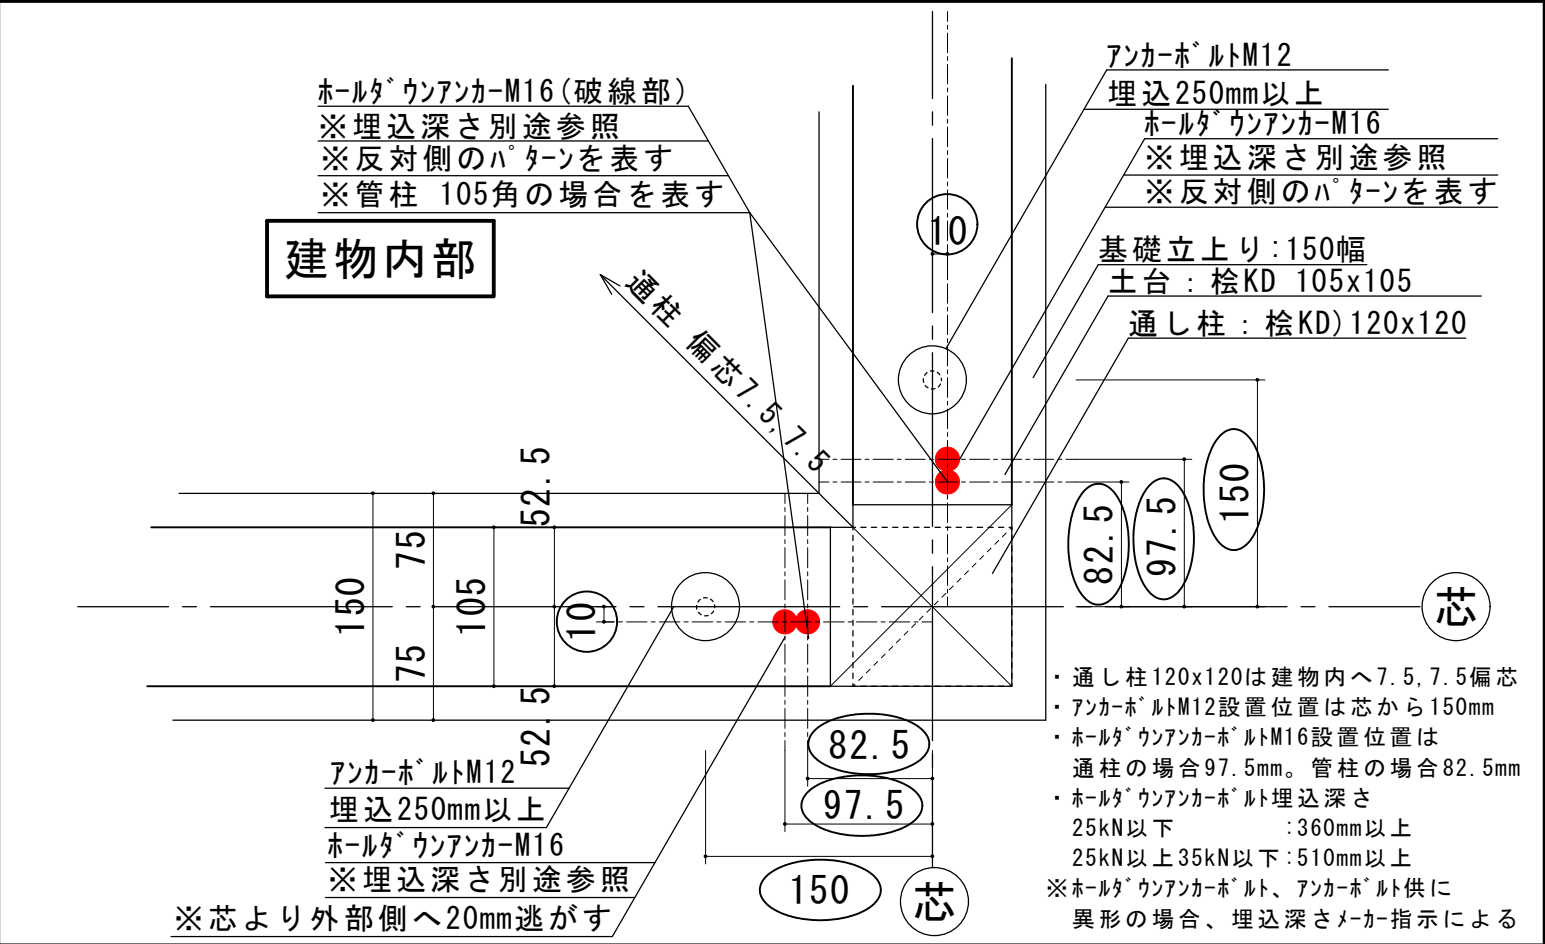 ﾎｰﾙﾀﾞｳﾝｱﾝｶｰM16(破線部)
※埋込深さ別途参照
※反対側のﾊﾟﾀｰﾝを表す
※管柱 105角の場合を表す
建物内部
ｱﾝｶｰﾎﾞﾙﾄM12
埋込250mm以上
ﾎｰﾙﾀﾞｳﾝｱﾝｶｰM16
※埋込深さ別途参照
※反対側のﾊﾟﾀｰﾝを表す
基礎立上り:150幅
土台：桧KD 105x105
通し柱：桧KD)120x120
10
通柱 偏芯7.5,7.5
52.5
75
150
105
10
75
52.5
82.5
97.5
150
芯
82.5
97.5
150
芯
ｱﾝｶｰﾎﾞﾙﾄM12
埋込250mm以上
ﾎｰﾙﾀﾞｳﾝｱﾝｶｰM16
※埋込深さ別途参照
※芯より外部側へ20mm逃がす
・通し柱120x120は建物内へ7.5,7.5偏芯
・ｱﾝｶｰﾎﾞﾙﾄM12設置位置は芯から150mm
・ﾎｰﾙﾀﾞｳﾝｱﾝｶｰﾎﾞﾙﾄM16設置位置は
通柱の場合97.5mm。管柱の場合82.5mm
・ﾎｰﾙﾀﾞｳﾝｱﾝｶｰﾎﾞﾙﾄ埋込深さ
25kN以下 :360mm以上
25kN以上35kN以下:510mm以上
※ﾎｰﾙﾀﾞｳﾝｱﾝｶｰﾎﾞﾙﾄ、ｱﾝｶｰﾎﾞﾙﾄ供に
異形の場合、埋込深さﾒｰｶｰ指示による